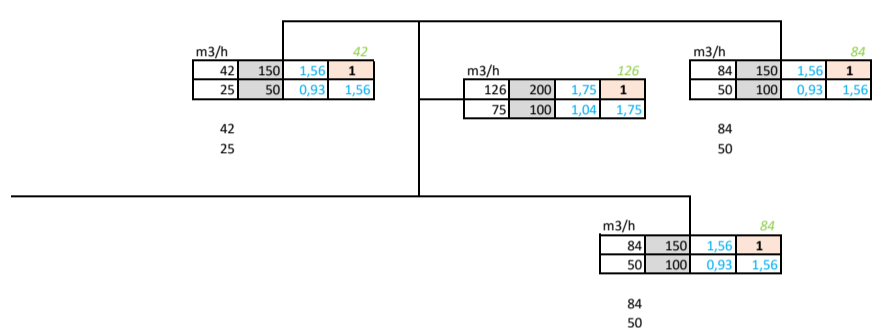 m3/h 42
42 150 1,56 1
25 50 0,93 1,56
42
25
m3/h 126
126 200 1,75 1
75 100 1,04 1,75
m3/h 84
84 150 1,56 1
50 100 0,93 1,56
84
50
m3/h 84
84 150 1,56 1
50 100 0,93 1,56
84
50